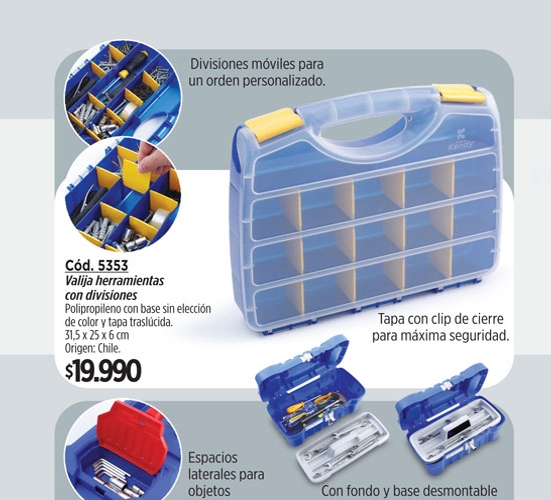 Divisiones móviles para
un orden personalizado.
Kendy
Cód. 5353
Valija herramientas
con divisiones
Polipropileno con base sin elección
de color y tapa traslúcida.
31,5 x 25 x 6 cm
Origen: Chile.
$19.990
Tapa con clip de cierre
para máxima seguridad.
Espacios
laterales para
objetos
Con fondo y base desmontable